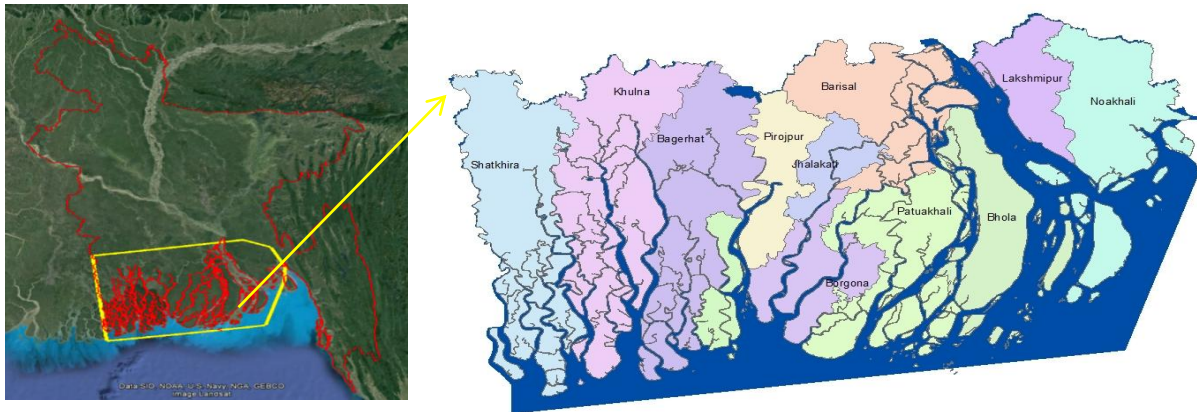 Data SIO, NOAA, U.S. Navy, NGA, GEBCO
Image Landsat
Shatkhira
Khulna
Bagerhat
Pirojpur
Barisal
Jhalakati
Patuakhali
Borgona
Bhola
Lakshmipur
Noakhali